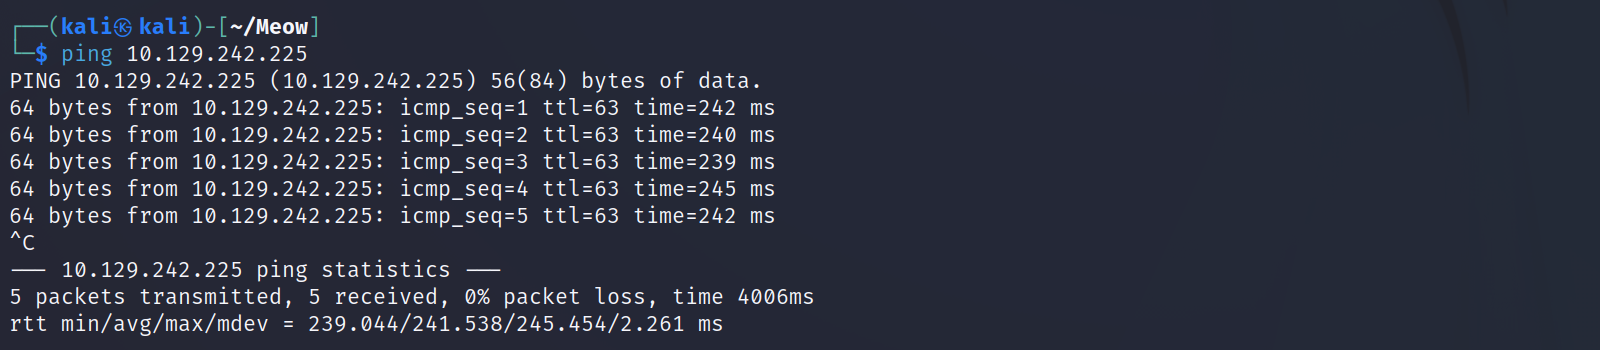 ┌──(kali㉿kali)-[~/Meow]
└─$ ping 10.129.242.225
PING 10.129.242.225 (10.129.242.225) 56(84) bytes of data.
64 bytes from 10.129.242.225: icmp_seq=1 ttl=63 time=242 ms
64 bytes from 10.129.242.225: icmp_seq=2 ttl=63 time=240 ms
64 bytes from 10.129.242.225: icmp_seq=3 ttl=63 time=239 ms
64 bytes from 10.129.242.225: icmp_seq=4 ttl=63 time=245 ms
64 bytes from 10.129.242.225: icmp_seq=5 ttl=63 time=242 ms
^C
--- 10.129.242.225 ping statistics ---
5 packets transmitted, 5 received, 0% packet loss, time 4006ms
rtt min/avg/max/mdev = 239.044/241.538/245.454/2.261 ms